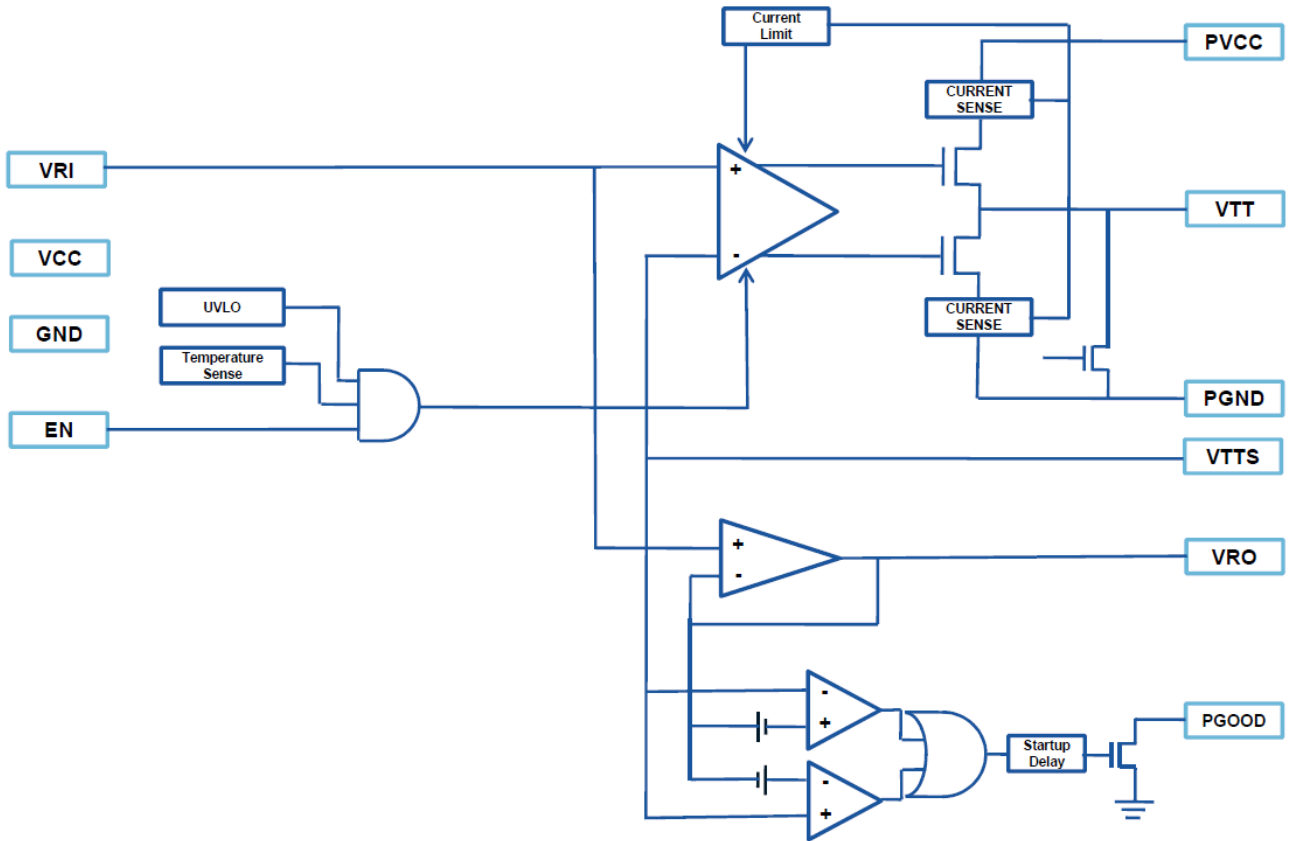 Current
Limit
PVCC
CURRENT
SENSE
VRI
+
VTT
VCC
-
UVLO
GND
CURRENT
SENSE
Temperature
Sense
PGND
EN
VTTS
+
VRO
-
-
PGOOD
+
Startup
Delay
-
+